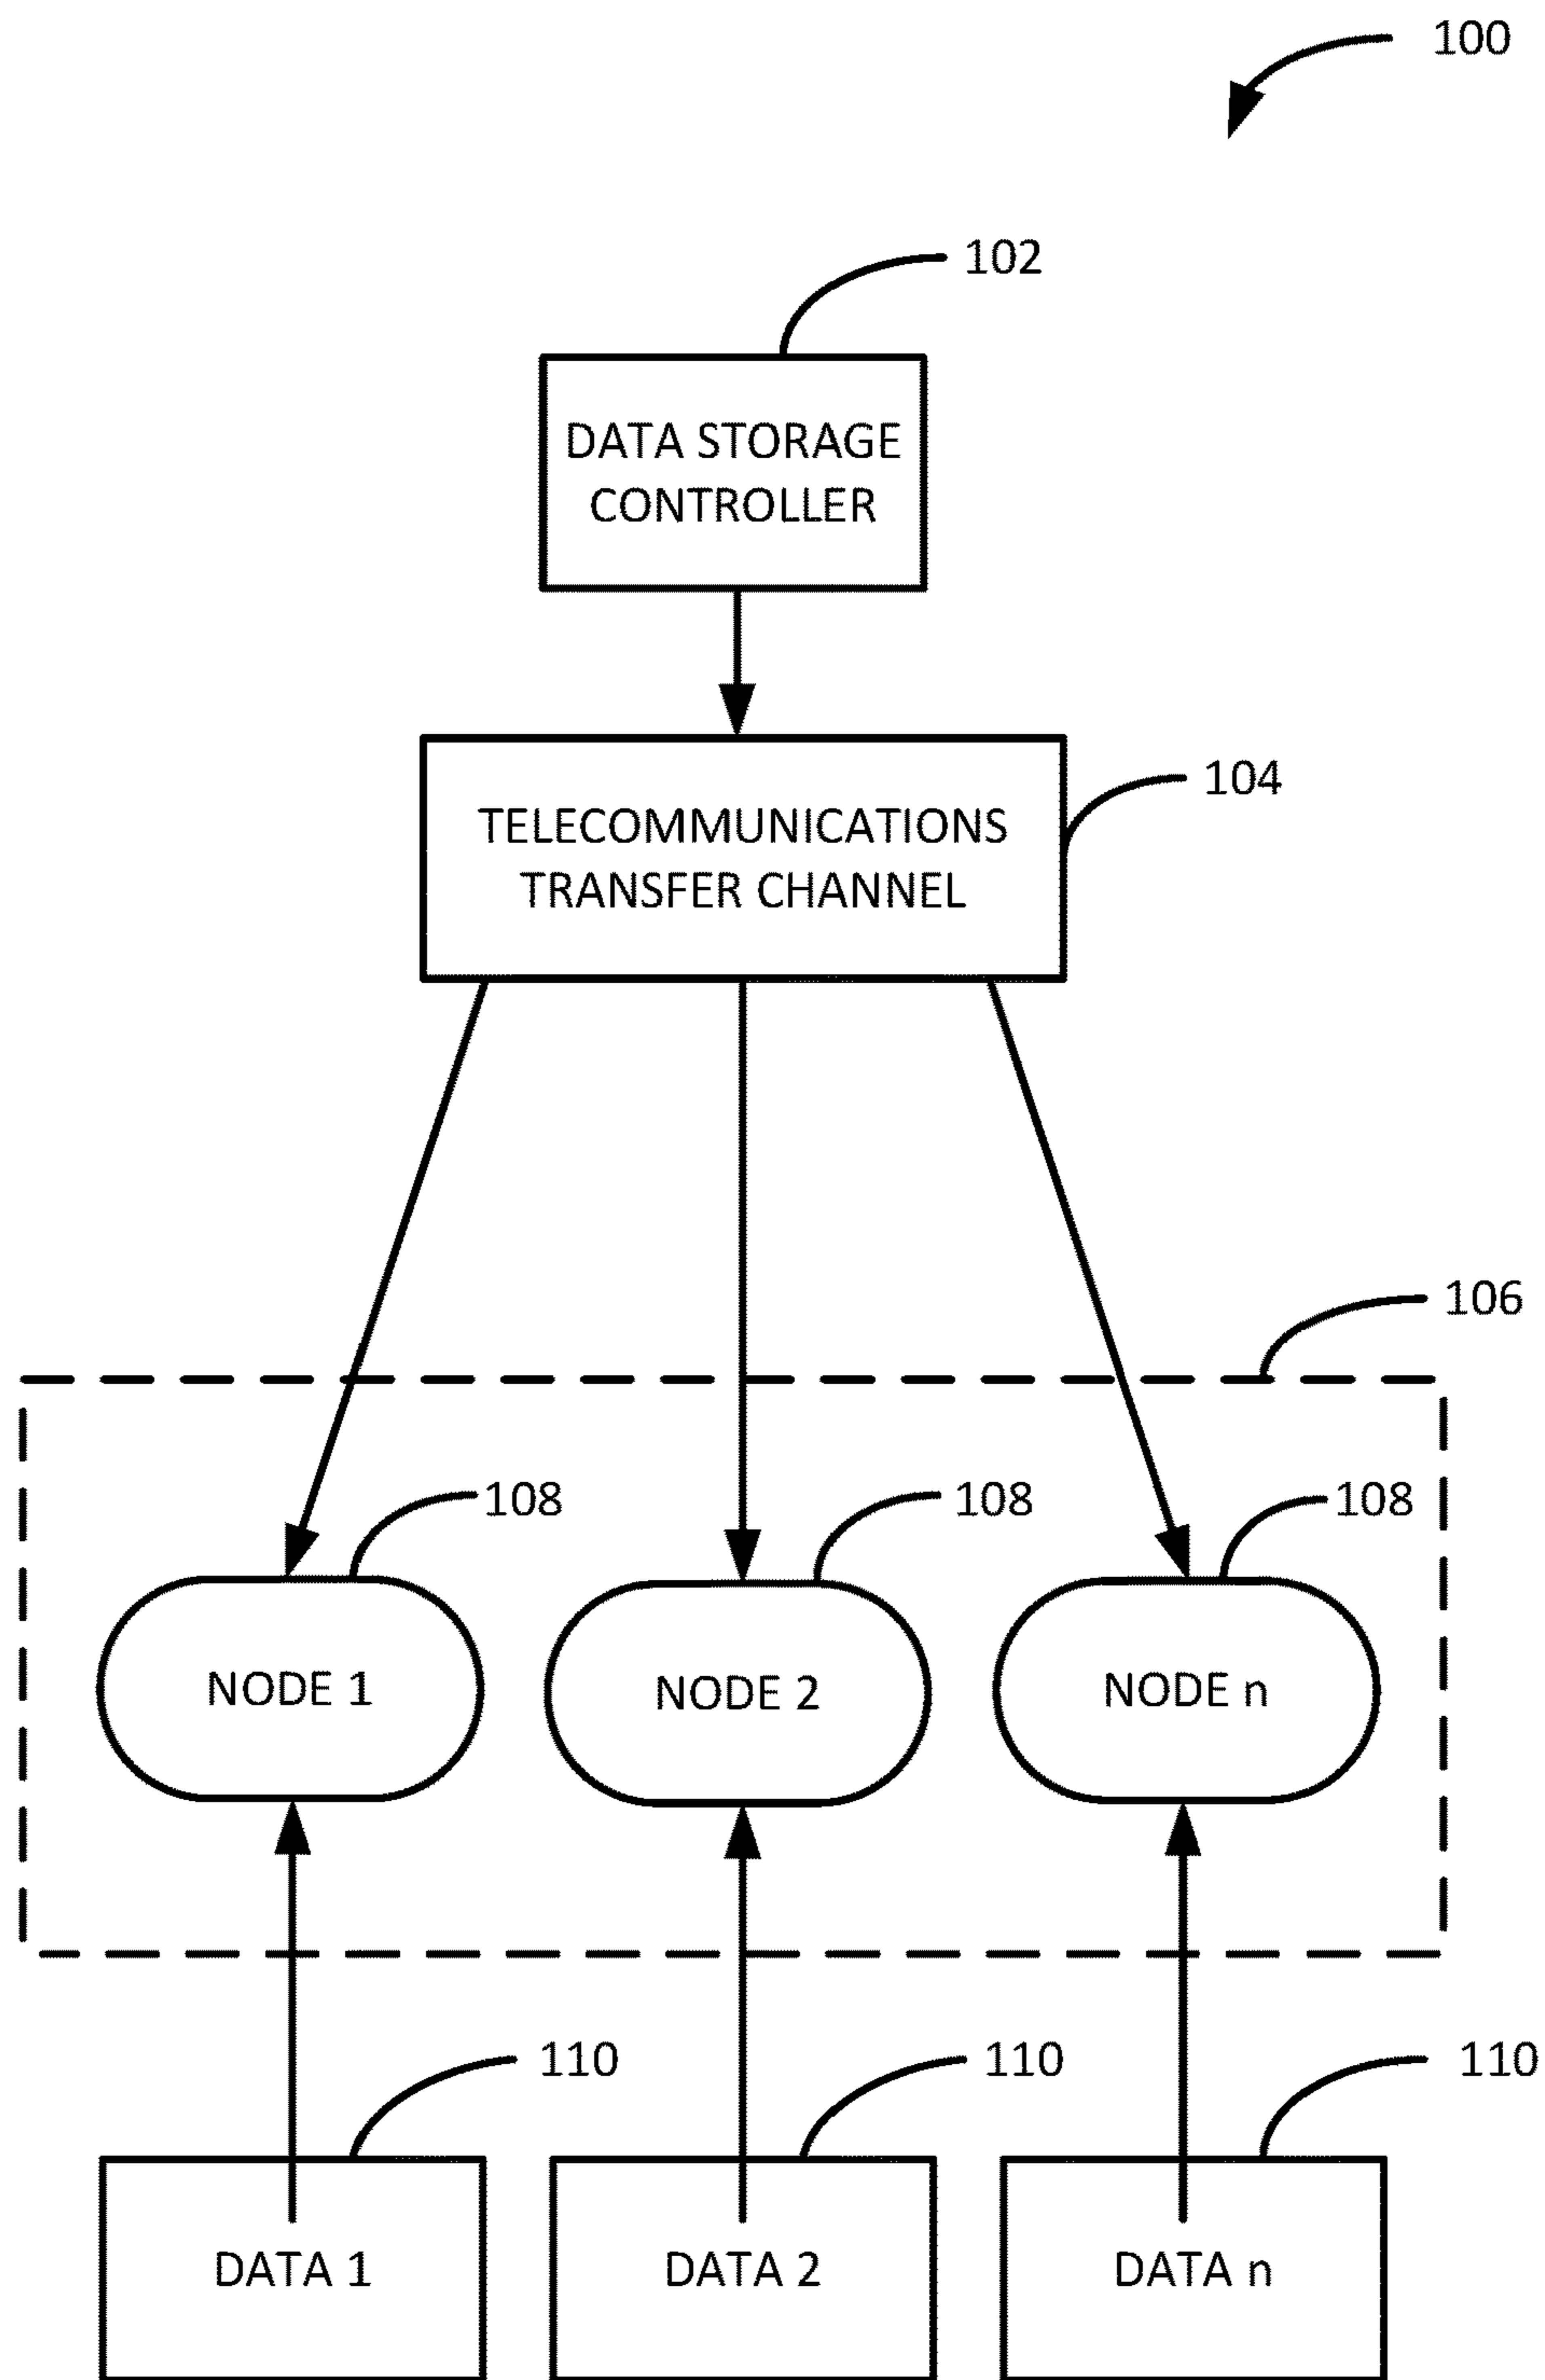 100
102
DATA STORAGE
CONTROLLER
104
TELECOMMUNICATIONS
TRANSFER CHANNEL
106
108
108
108
NODE 1
NODE 2
NODE n
110
110
110
DATA 1
DATA 2
DATA n